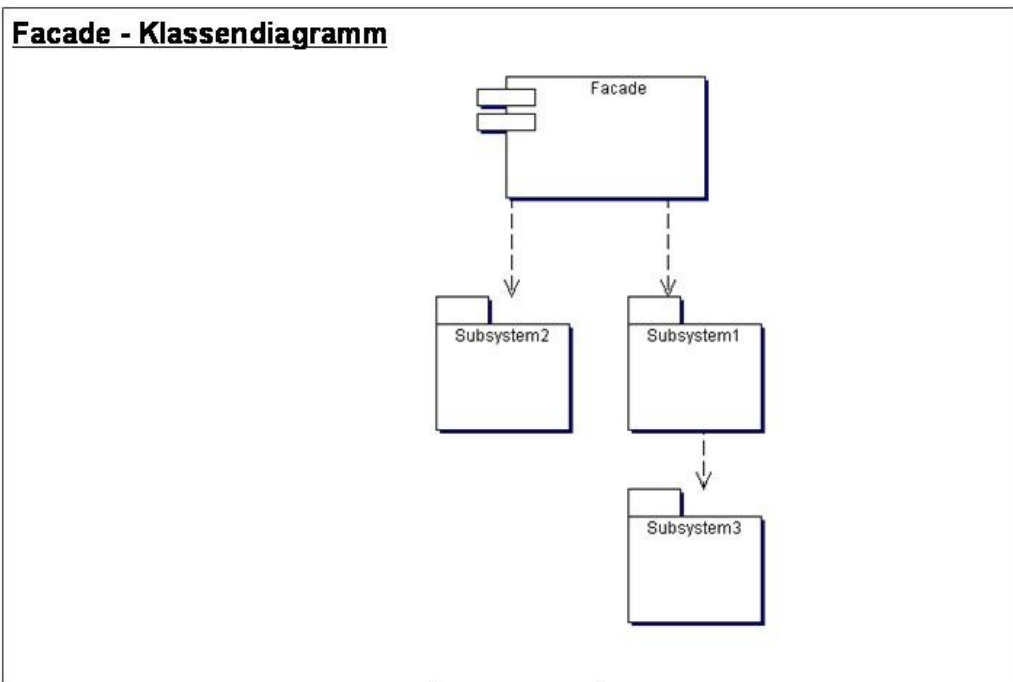 Facade - Klassendiagramm
Facade
Subsystem2
Subsystem1
Subsystem3